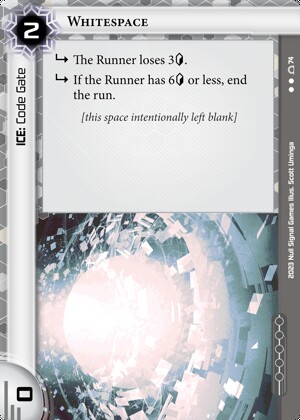 2
WHITESPACE
ICE: Code Gate
↳ The Runner loses 3.
↳ If the Runner has 6 or less, end
the run.
[this space intentionally left blank]
74
2023 Null Signal Games Illus. Scott Uminga
0